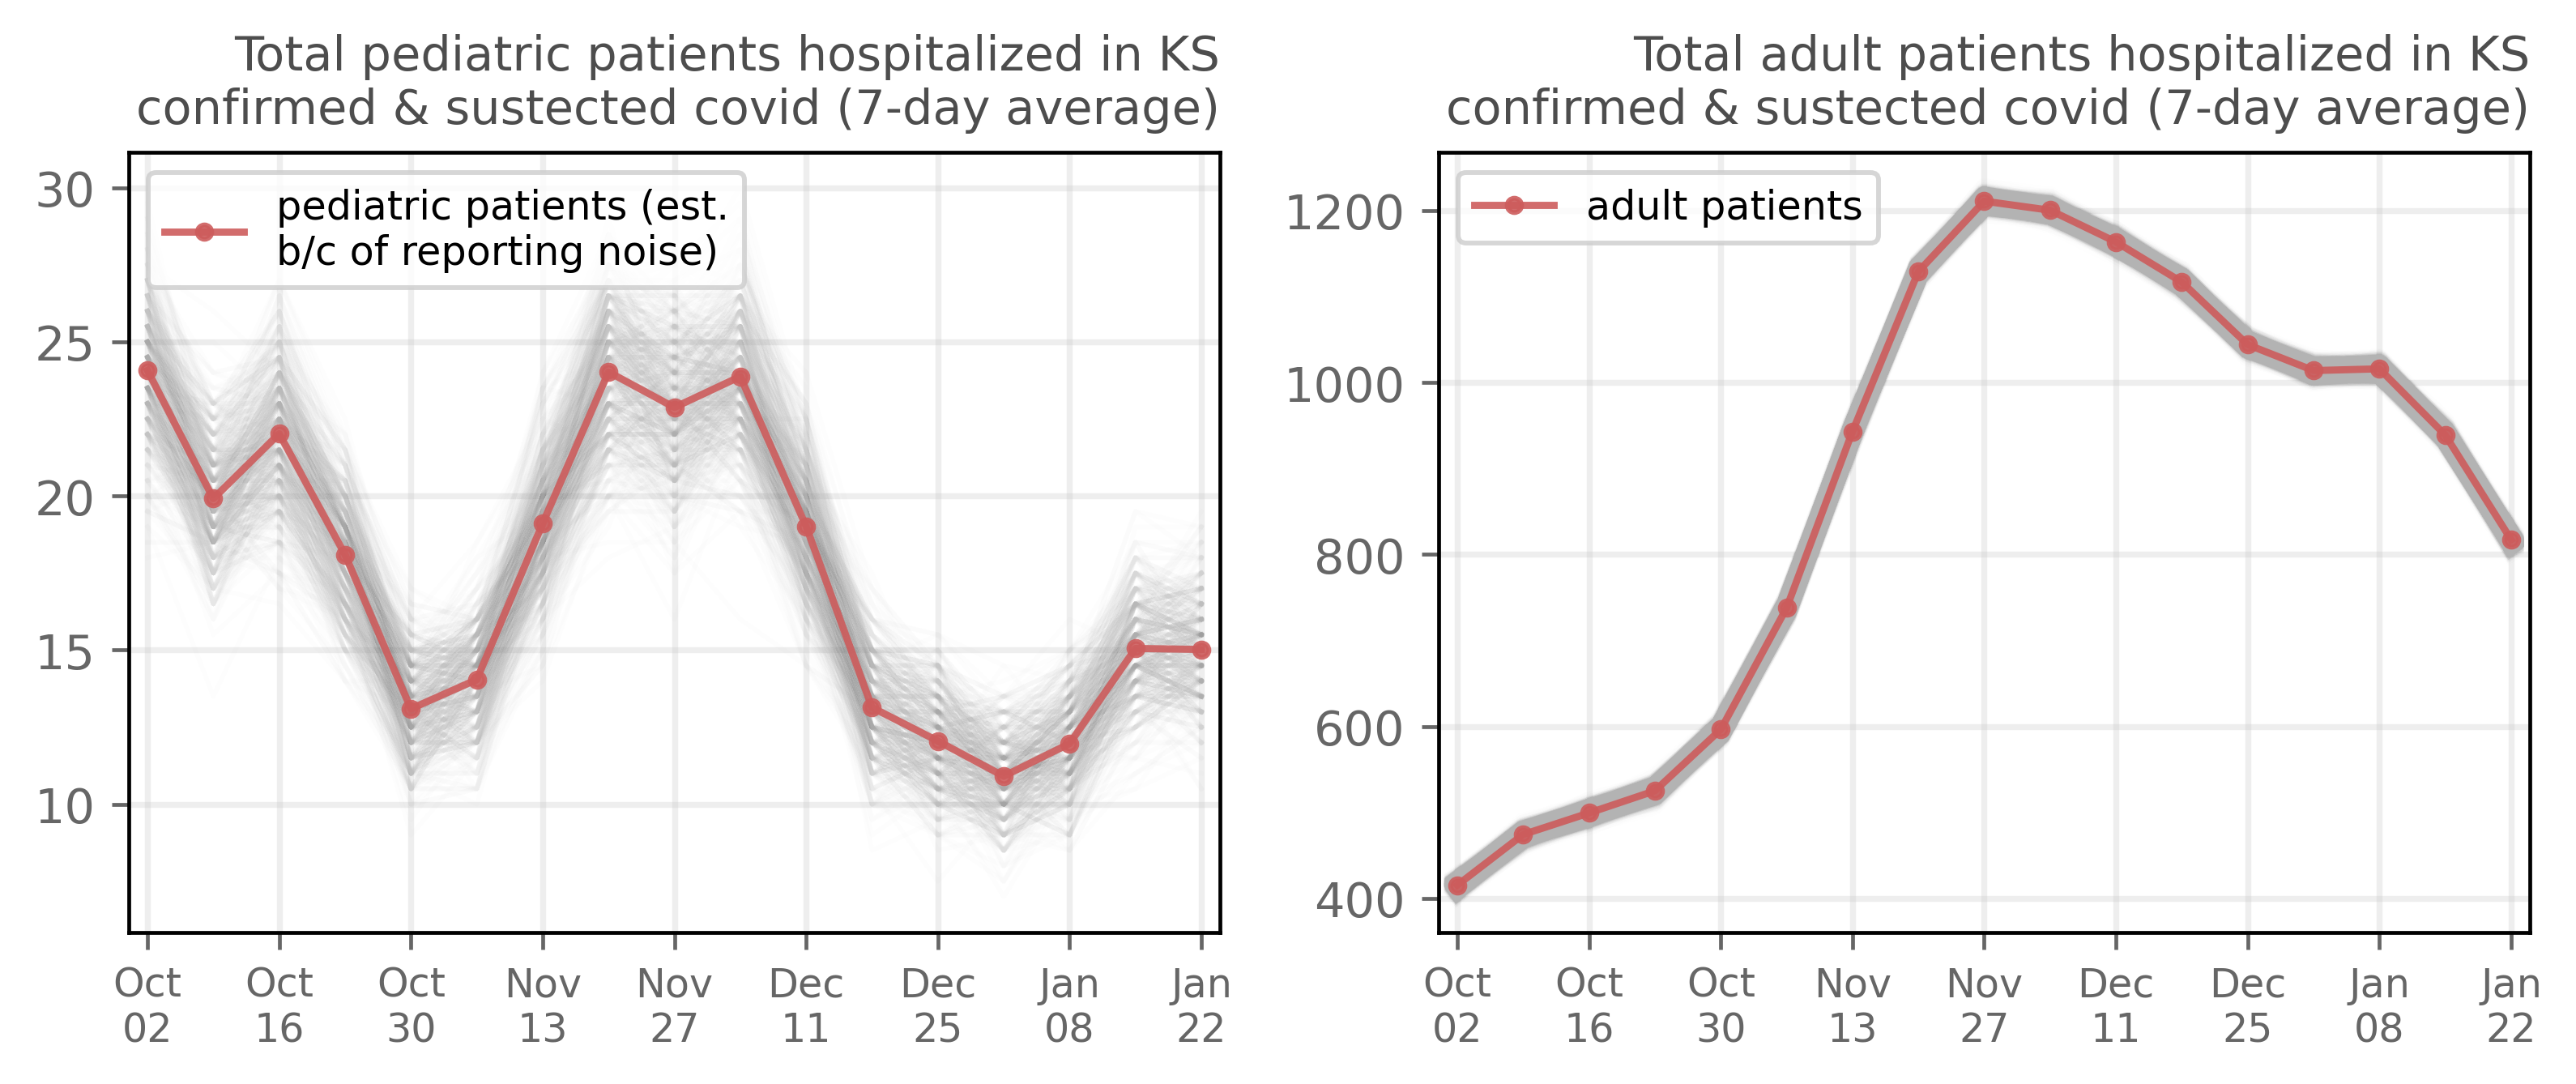 Total pediatric patients hospitalized in KS
confirmed & sustected covid (7-day average)
pediatric patients (est.
b/c of reporting noise)
30
25
20
15
10
Oct
02
Oct
16
Oct
30
Nov
13
Nov
27
Dec
11
Dec
25
Jan
08
Jan
22
Total adult patients hospitalized in KS
confirmed & sustected covid (7-day average)
adult patients
1200
1000
800
600
400
Oct
02
Oct
16
Oct
30
Nov
13
Nov
27
Dec
11
Dec
25
Jan
08
Jan
22